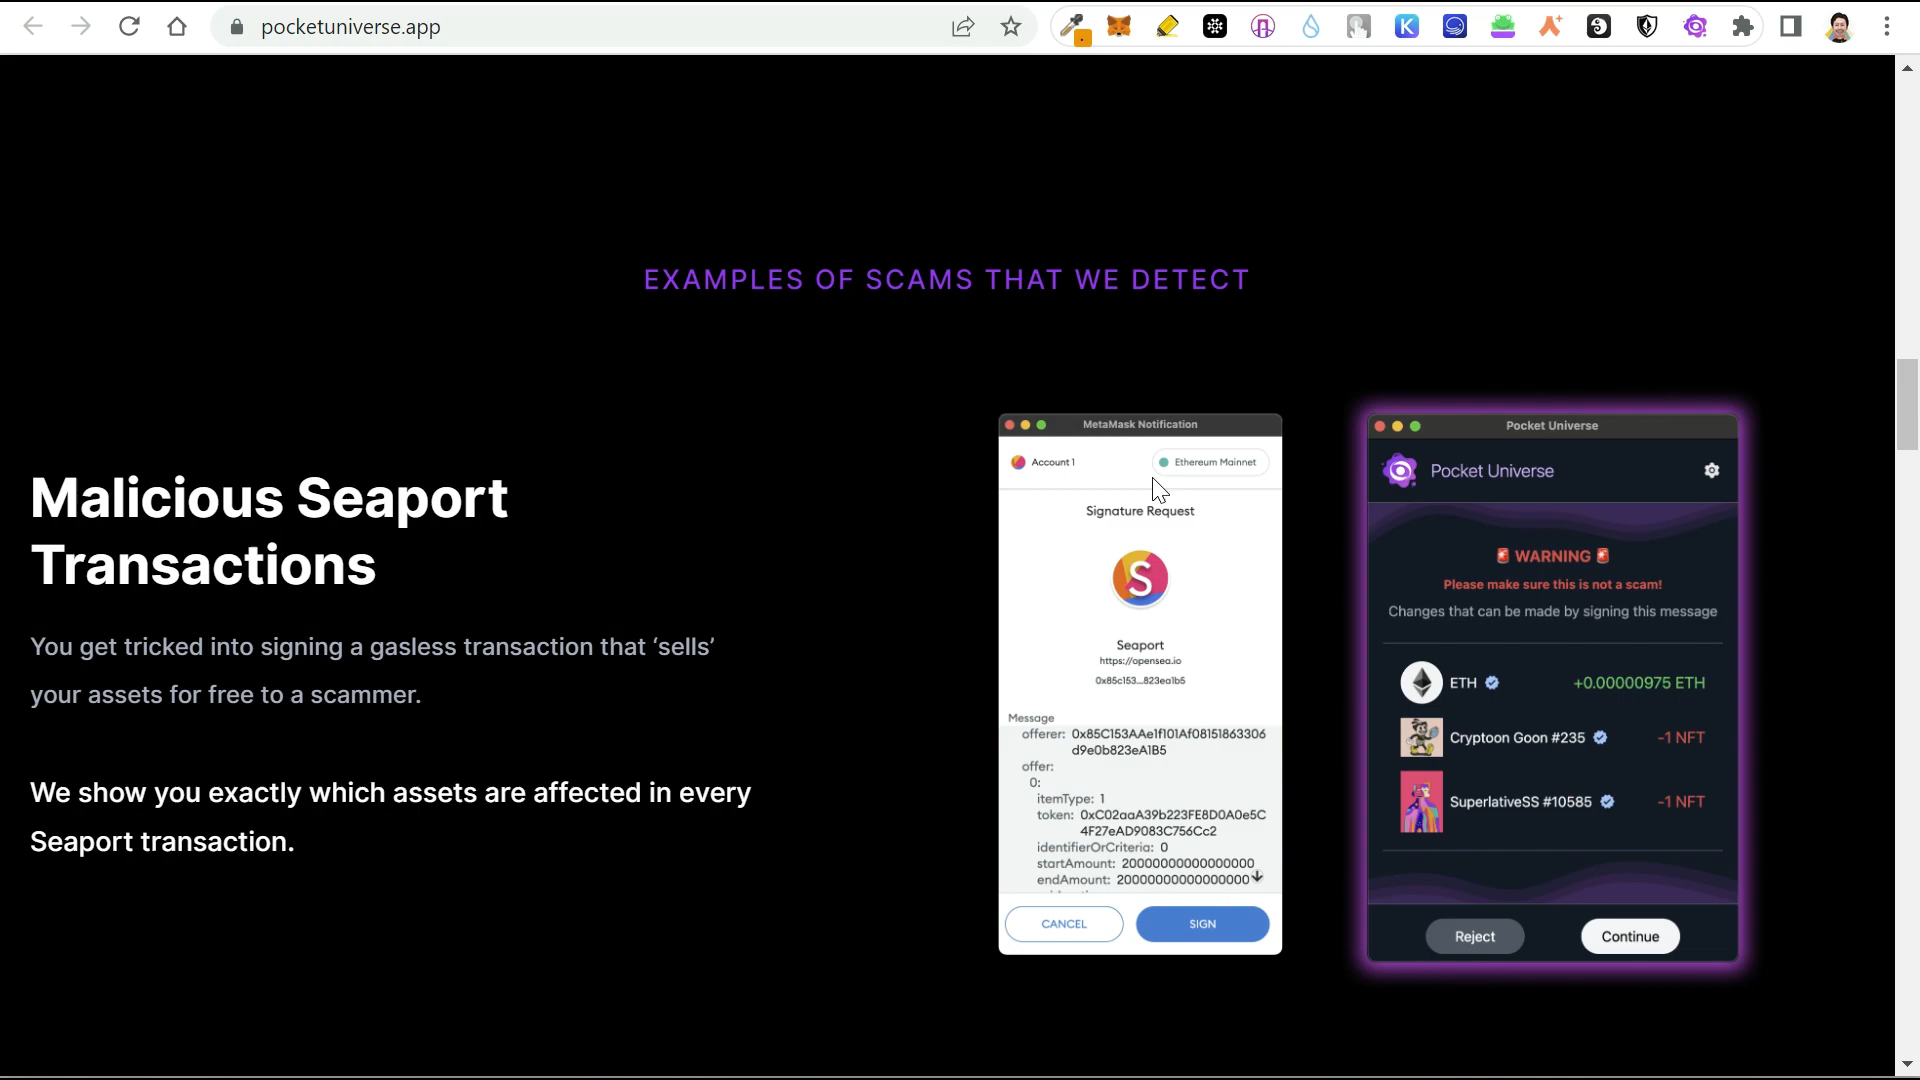 pocketuniverse.app
EXAMPLES OF SCAMS THAT WE DETECT
Malicious Seaport
Transactions
You get tricked into signing a gasless transaction that ‘sells’
your assets for free to a scammer.
We show you exactly which assets are affected in every
Seaport transaction.
MetaMask Notification
Account 1
Ethereum Mainnet
Signature Request
S
Seaport
https://opensea.io
0x85c153...823ea1b5
Message
offerer: 0x85C153AAe1f101Af08151863306
d9e0b823eA1B5
offer:
0:
itemType: 1
token: 0xC02aaA39b223FE8D0A0e5C
4F27eAD9083C756Cc2
identifierOrCriteria: 0
startAmount: 20000000000000000
endAmount: 20000000000000000
CANCEL
SIGN
Pocket Universe
Pocket Universe
WARNING
Please make sure this is not a scam!
Changes that can be made by signing this message
ETH
+0.00000975 ETH
Cryptoon Goon #235
-1 NFT
SuperlativeSS #10585
-1 NFT
Reject
Continue